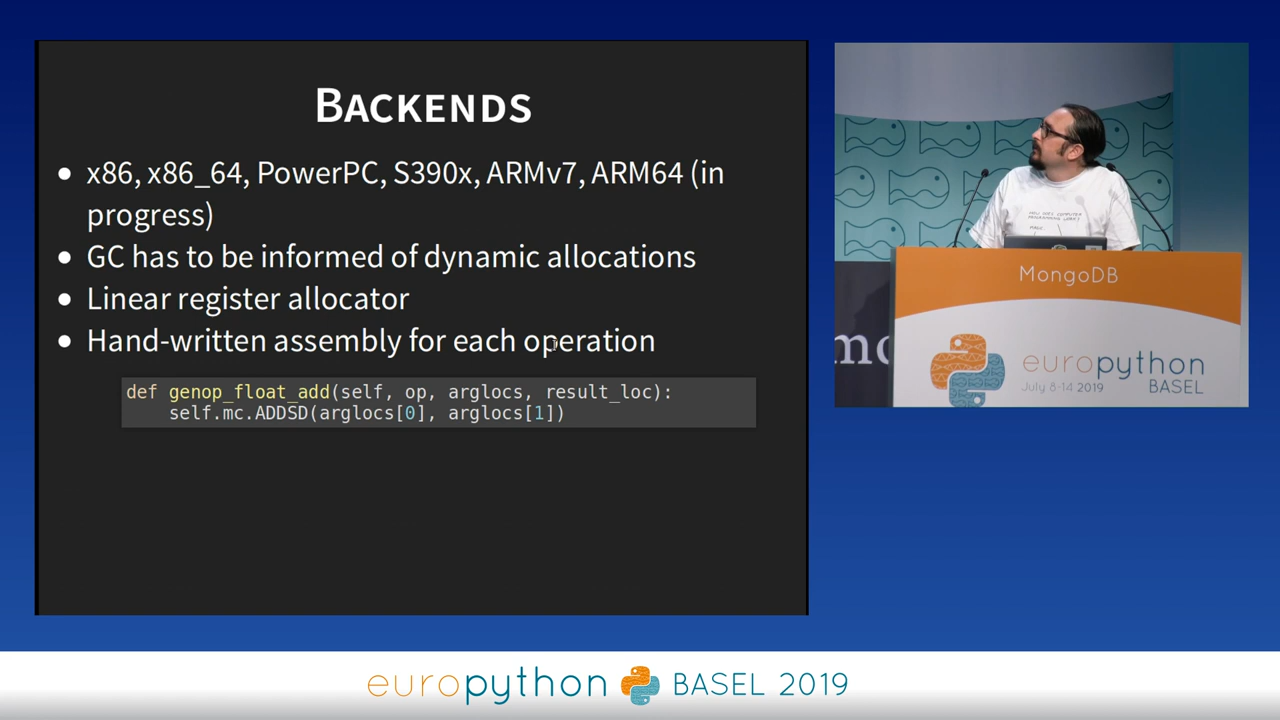 BACKENDS
• x86, x86_64, PowerPC, S390x, ARMv7, ARM64 (in
progress)
• GC has to be informed of dynamic allocations
• Linear register allocator
• Hand-written assembly for each operation
def genop_float_add(self, op, arglocs, result_loc):
    self.mc.ADDSD(arglocs[0], arglocs[1])
MongoDB
europython
July 8-14 2019
BASEL
europython BASEL 2019